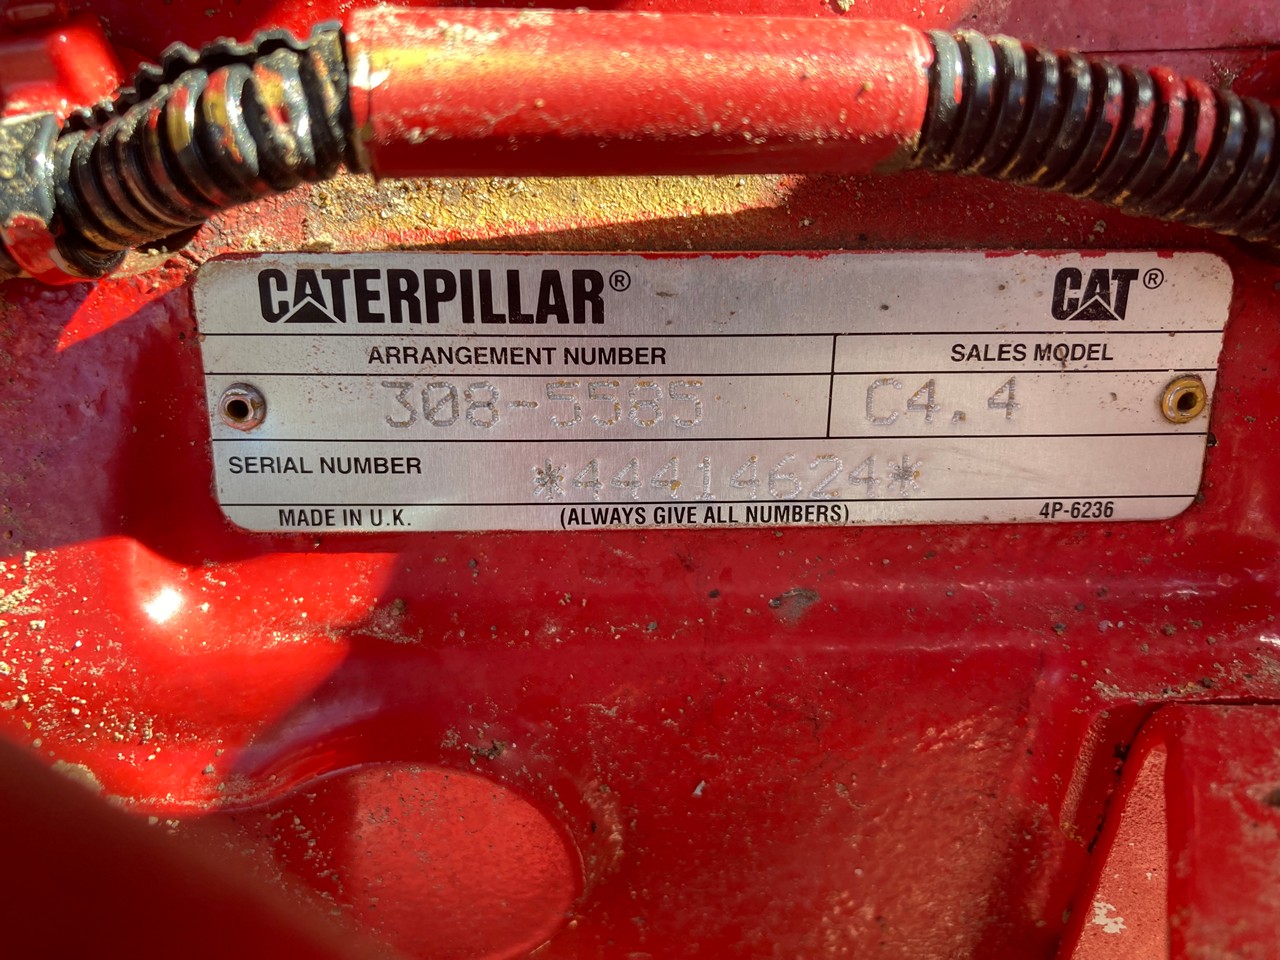 CATERPILLAR® CAT®
ARRANGEMENT NUMBER SALES MODEL
308-5585 C4.4
SERIAL NUMBER *44414624*
MADE IN U.K. (ALWAYS GIVE ALL NUMBERS) 4P-6236